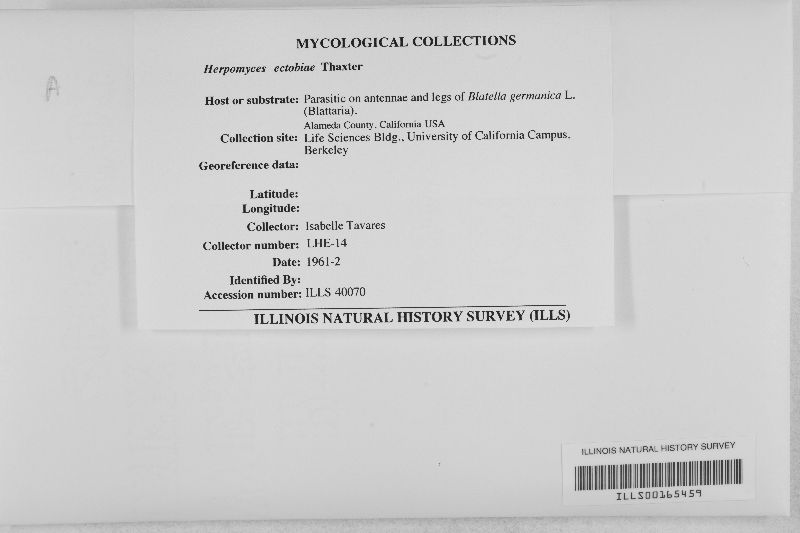 A
MYCOLOGICAL COLLECTIONS
Herpomyces ectobiae Thaxter
Host or substrate: Parasitic on antennae and legs of Blatella germanica L.
(Blattaria).
Alameda County, California USA
Collection site: Life Sciences Bldg., University of California Campus,
Berkeley
Georeference data:
Latitude:
Longitude:
Collector: Isabelle Tavares
Collector number: LHE-14
Date: 1961-2
Identified By:
Accession number: ILLS 40070
ILLINOIS NATURAL HISTORY SURVEY (ILLS)
ILLINOIS NATURAL HISTORY SURVEY
ILLS00165459